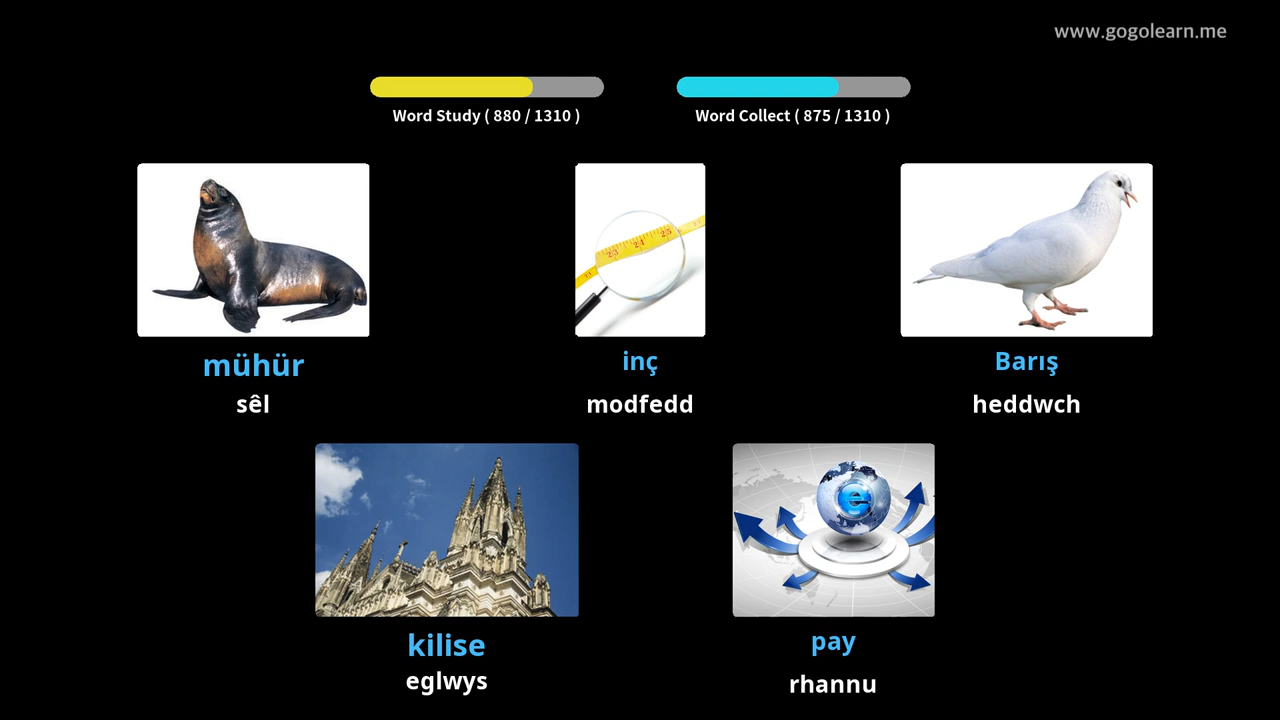 www.gogolearn.me
Word Study ( 880 / 1310 )
Word Collect ( 875 / 1310 )
mühür
sêl
inç
modfedd
Barış
heddwch
kilise
eglwys
pay
rhannu